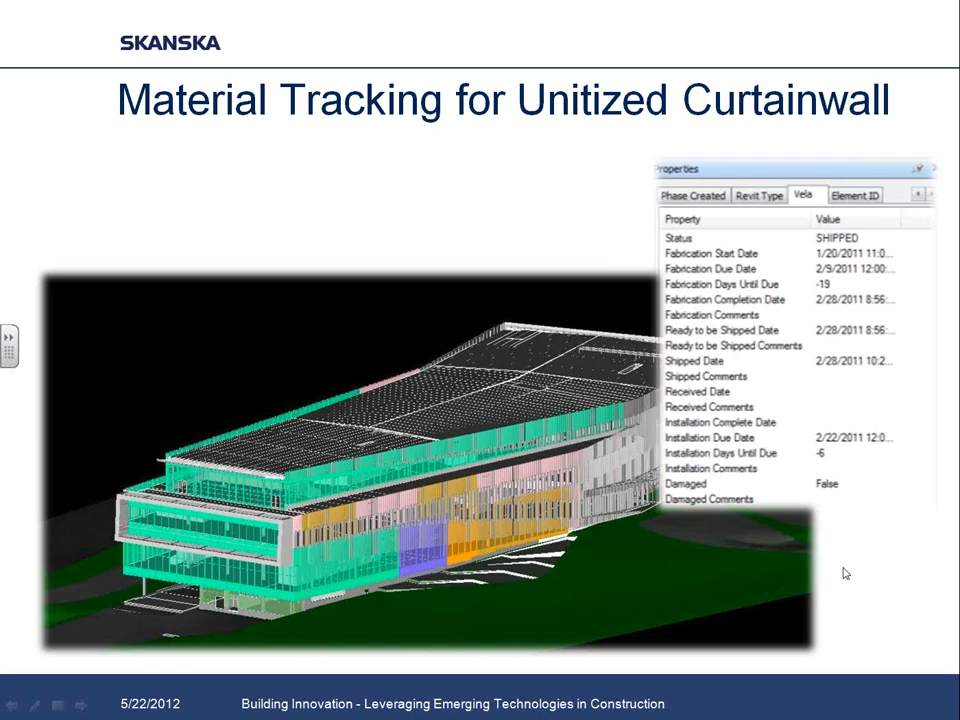 SKANSKA
Material Tracking for Unitized Curtainwall
Properties
Phase Created Revit Type Vela Element ID
Property Value
Status SHIPPED
Fabrication Start Date 1/20/2011 11:0...
Fabrication Due Date 2/9/2011 12:00:...
Fabrication Days Until Due -19
Fabrication Completion Date 2/28/2011 8:56:...
Fabrication Comments
Ready to be Shipped Date 2/28/2011 8:56:...
Ready to be Shipped Comments
Shipped Date 2/28/2011 10:2...
Shipped Comments
Received Date
Received Comments
Installation Complete Date
Installation Due Date 2/22/2011 12:0...
Installation Days Until Due -6
Installation Comments
Damaged False
Damaged Comments
5/22/2012 Building Innovation - Leveraging Emerging Technologies in Construction